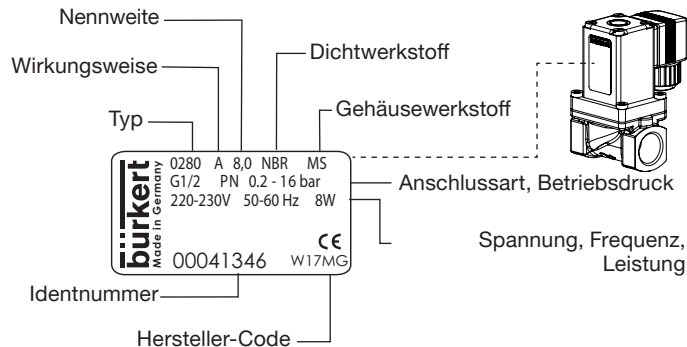 Nennweite
Wirkungsweise
Dichtwerkstoff
Typ
Gehäusewerkstoff
bürkert
Made in Germany
0280 A 8,0 NBR MS
G1/2 PN 0.2 - 16 bar
220-230V 50-60 Hz 8W
CE
00041346 W17MG
Anschlussart, Betriebsdruck
Spannung, Frequenz,
Leistung
Identnummer
Hersteller-Code